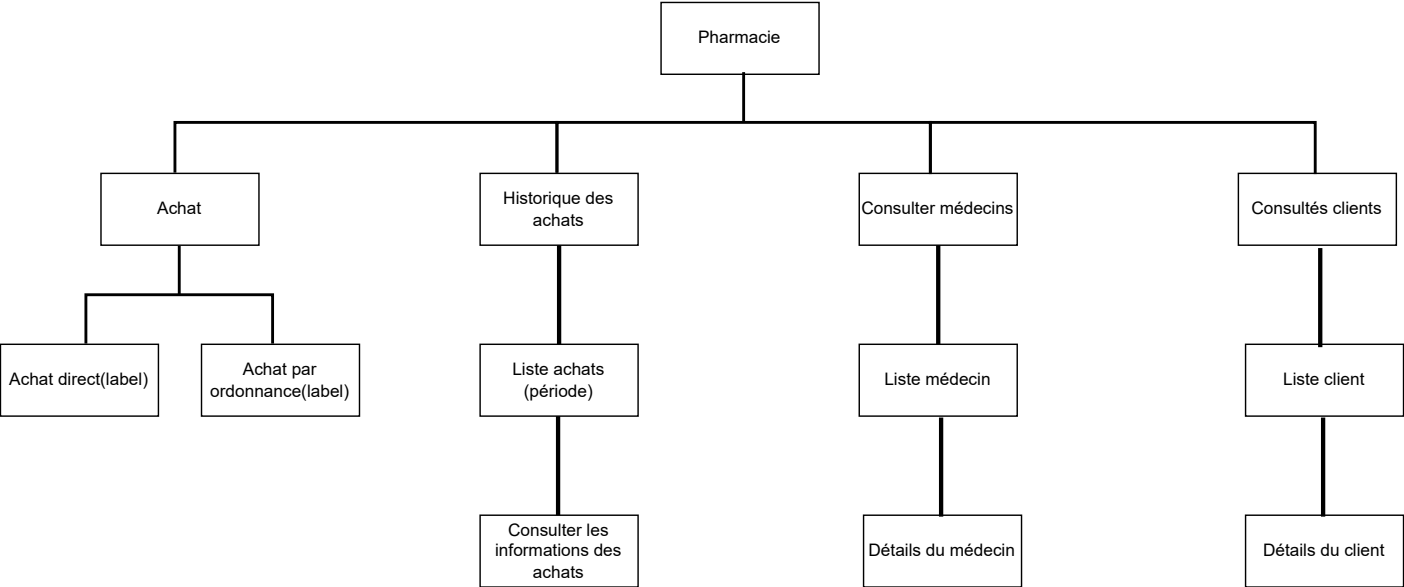 Pharmacie
Achat
Historique des
achats
Consulter médecins
Consultés clients
Achat direct(label)
Achat par
ordonnance(label)
Liste achats
(période)
Liste médecin
Liste client
Consulter les
informations des
achats
Détails du médecin
Détails du client